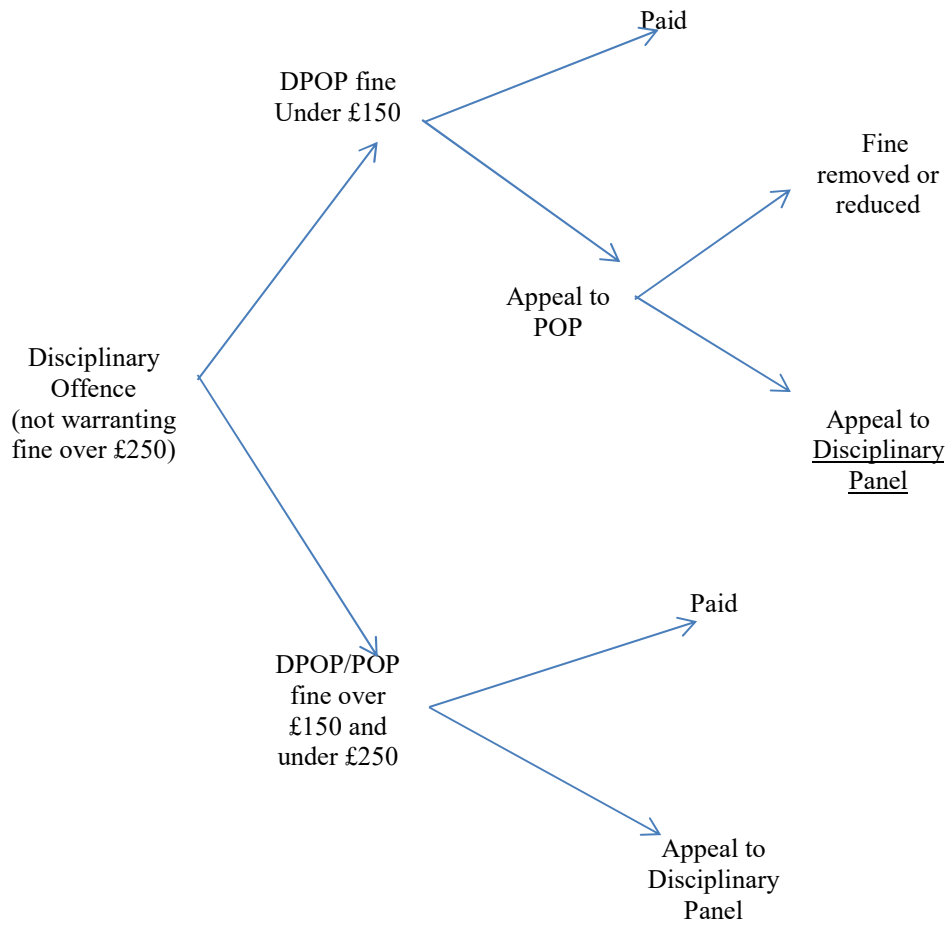 Paid
DPOP fine
Under £150
Fine
removed or
reduced
Appeal to
POP
Disciplinary
Offence
(not warranting
fine over £250)
Appeal to
Disciplinary
Panel
Paid
DPOP/POP
fine over
£150 and
under £250
Appeal to
Disciplinary
Panel